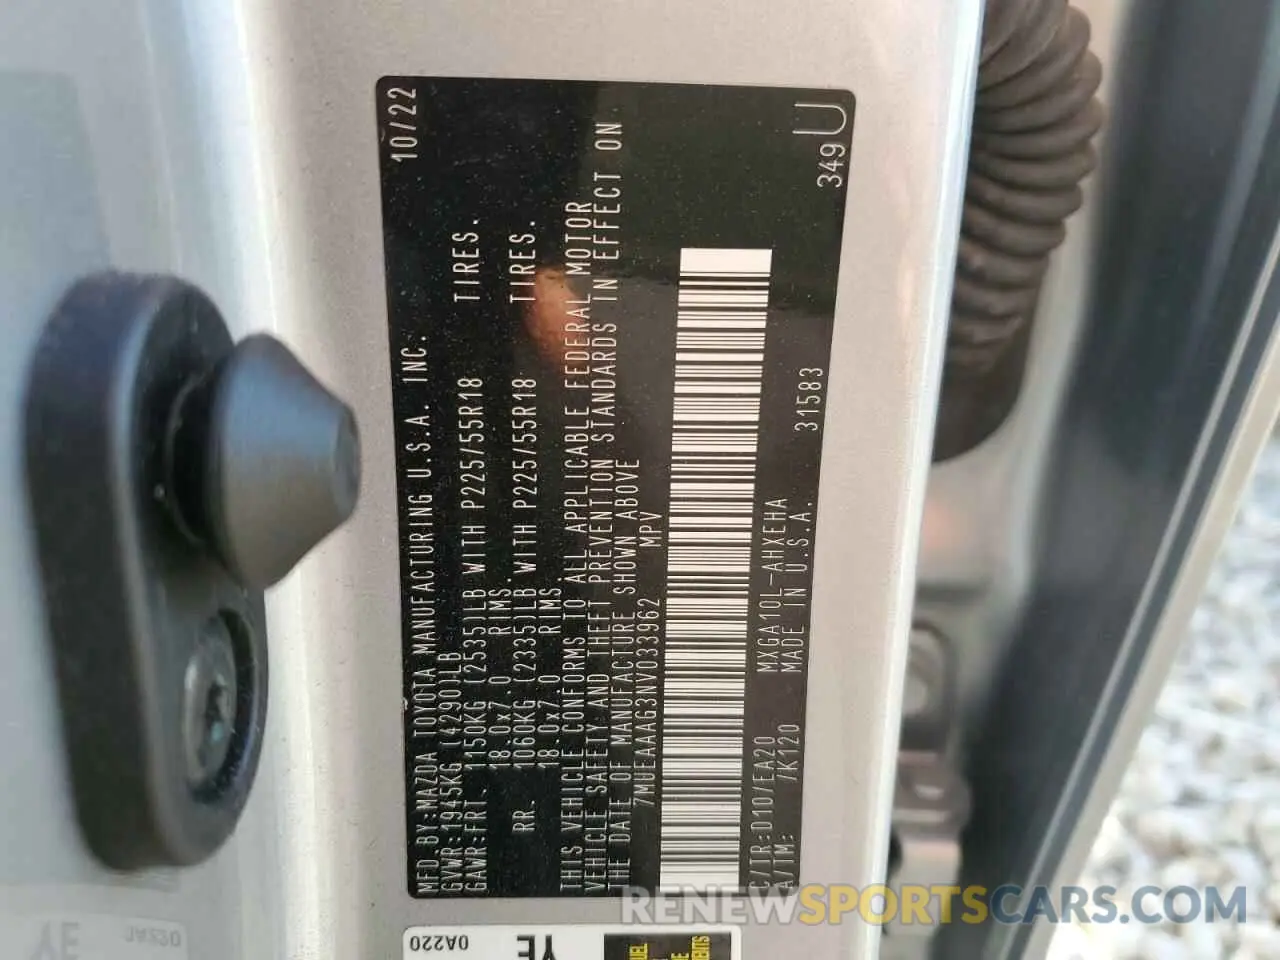 10/22
MFD BY:MAZDA TOYOTA MANUFACTURING U.S.A. INC.
GVWR:1945KG (4290)LB
GAWR:FRT. 1150KG (2535)LB WITH P225/55R18 TIRES.
18.0x7.0 RIMS.
RR. 1060KG (2335)LB WITH P225/55R18 TIRES.
18.0x7.0 RIMS.
THIS VEHICLE CONFORMS TO ALL APPLICABLE FEDERAL MOTOR
VEHICLE SAFETY AND THEFT PREVENTION STANDARDS IN EFFECT ON
THE DATE OF MANUFACTURE SHOWN ABOVE
7MUEAAAG3NV033962 MPV
C/TR:D10/EA20 MXGA10L-AHXEHA 31583
A/TM: /K120 MADE IN U.S.A.
349U
0A220
YE
RENEWSPORTSCARS.COM